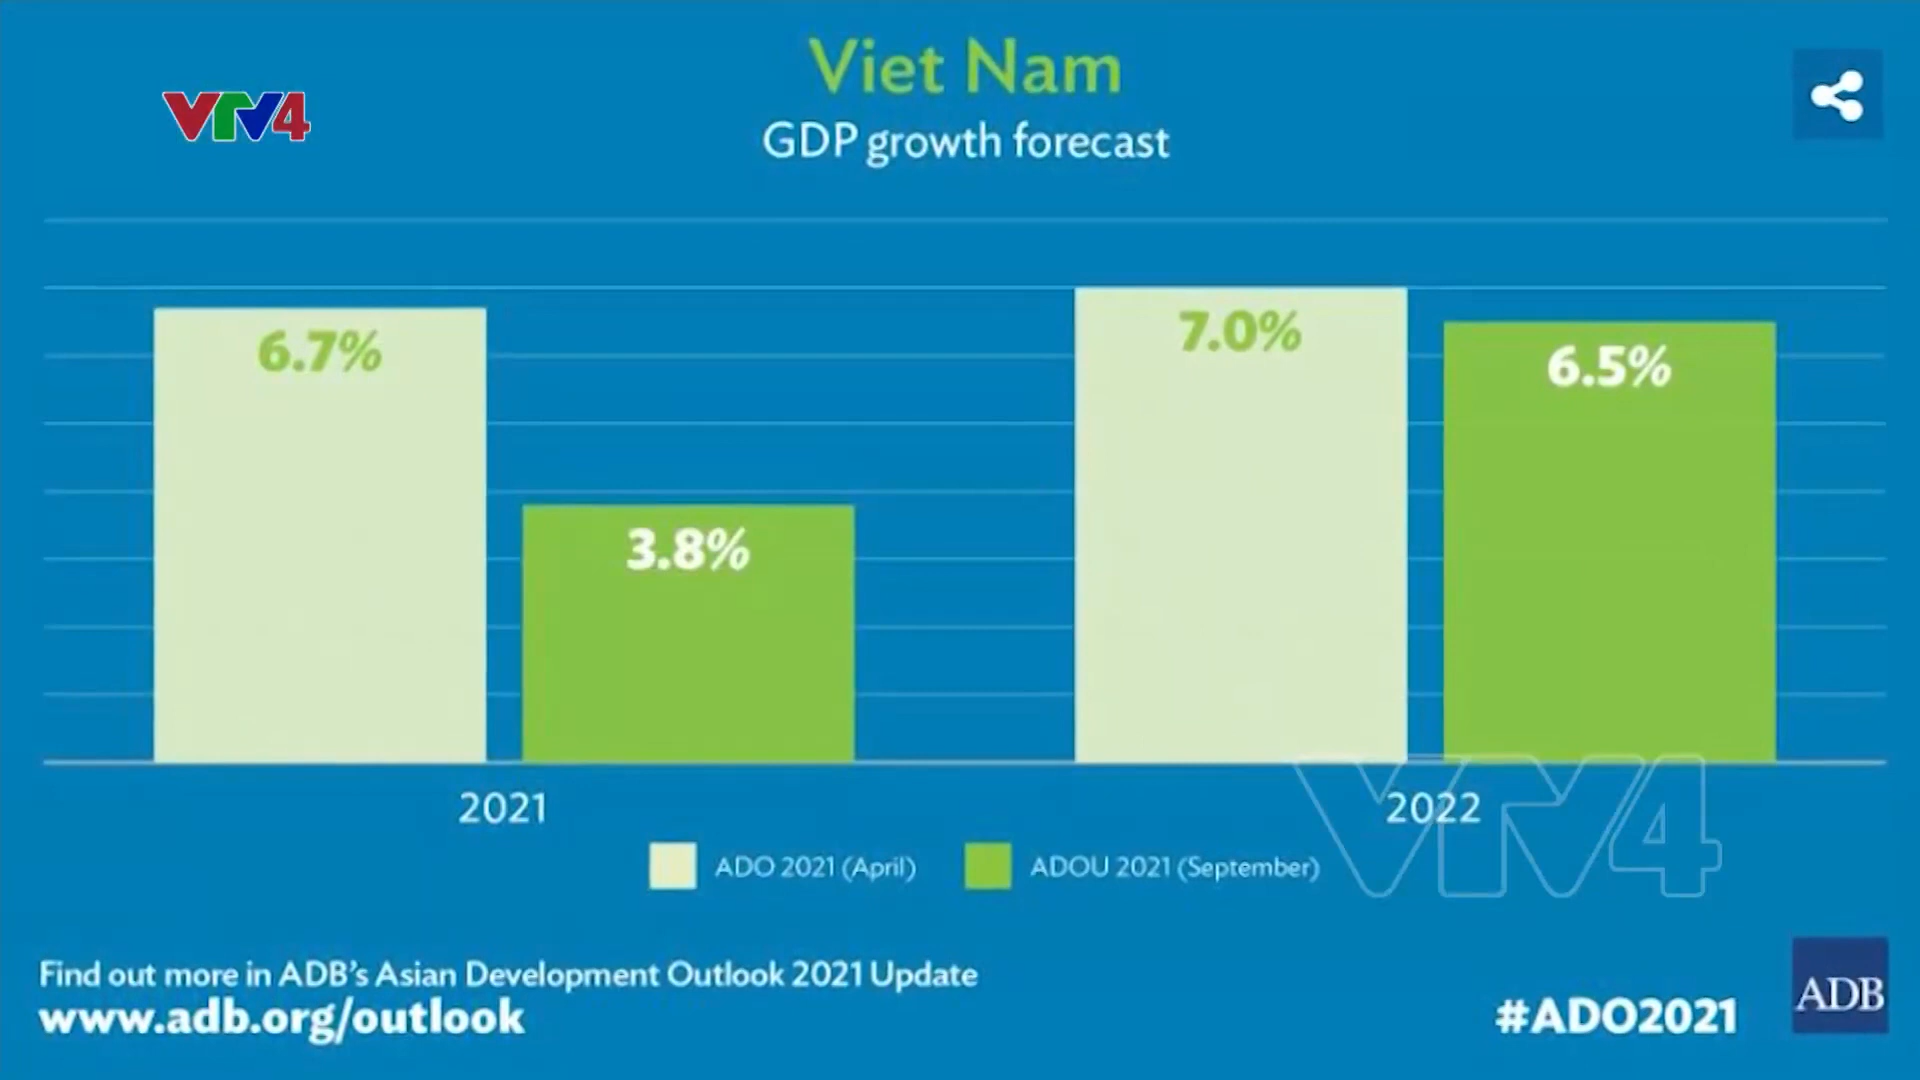 VTV4
Viet Nam
GDP growth forecast
6.7%
3.8%
7.0%
6.5%
2021
2022
ADO 2021 (April)
ADOU 2021 (September)
VTV4
Find out more in ADB's Asian Development Outlook 2021 Update
www.adb.org/outlook
#ADO2021
ADB